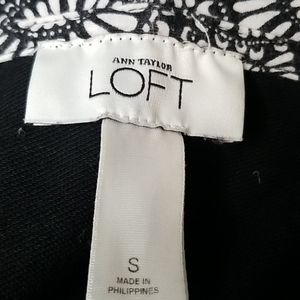 ANN TAYLOR
LOFT
S
MADE IN
PHILIPPINES